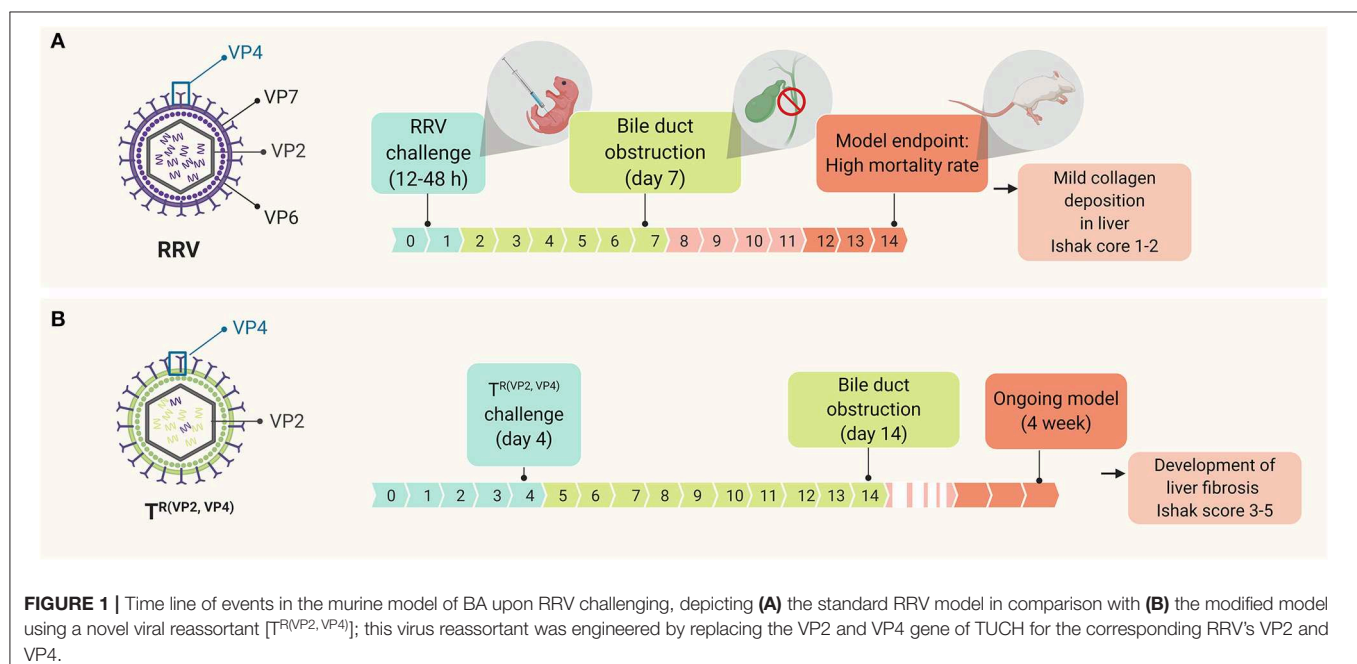 A
VP4
VP7
VP2
VP6
RRV
RRV
challenge
(12-48 h)
Bile duct
obstruction
(day 7)
Model endpoint:
High mortality rate
Mild collagen
deposition
in liver
Ishak core 1-2
0 1 2 3 4 5 6 7 8 9 10 11 12 13 14
B
VP4
VP2
T^R(VP2, VP4)
T^R(VP2, VP4)
challenge
(day 4)
Bile duct
obstruction
(day 14)
Ongoing model
(4 week)
Development of
liver fibrosis
Ishak score 3-5
0 1 2 3 4 5 6 7 8 9 10 11 12 13 14
FIGURE 1 | Time line of events in the murine model of BA upon RRV challenging, depicting (A) the standard RRV model in comparison with (B) the modified model
using a novel viral reassortant [T^R(VP2, VP4)]; this virus reassortant was engineered by replacing the VP2 and VP4 gene of TUCH for the corresponding RRV's VP2 and
VP4.